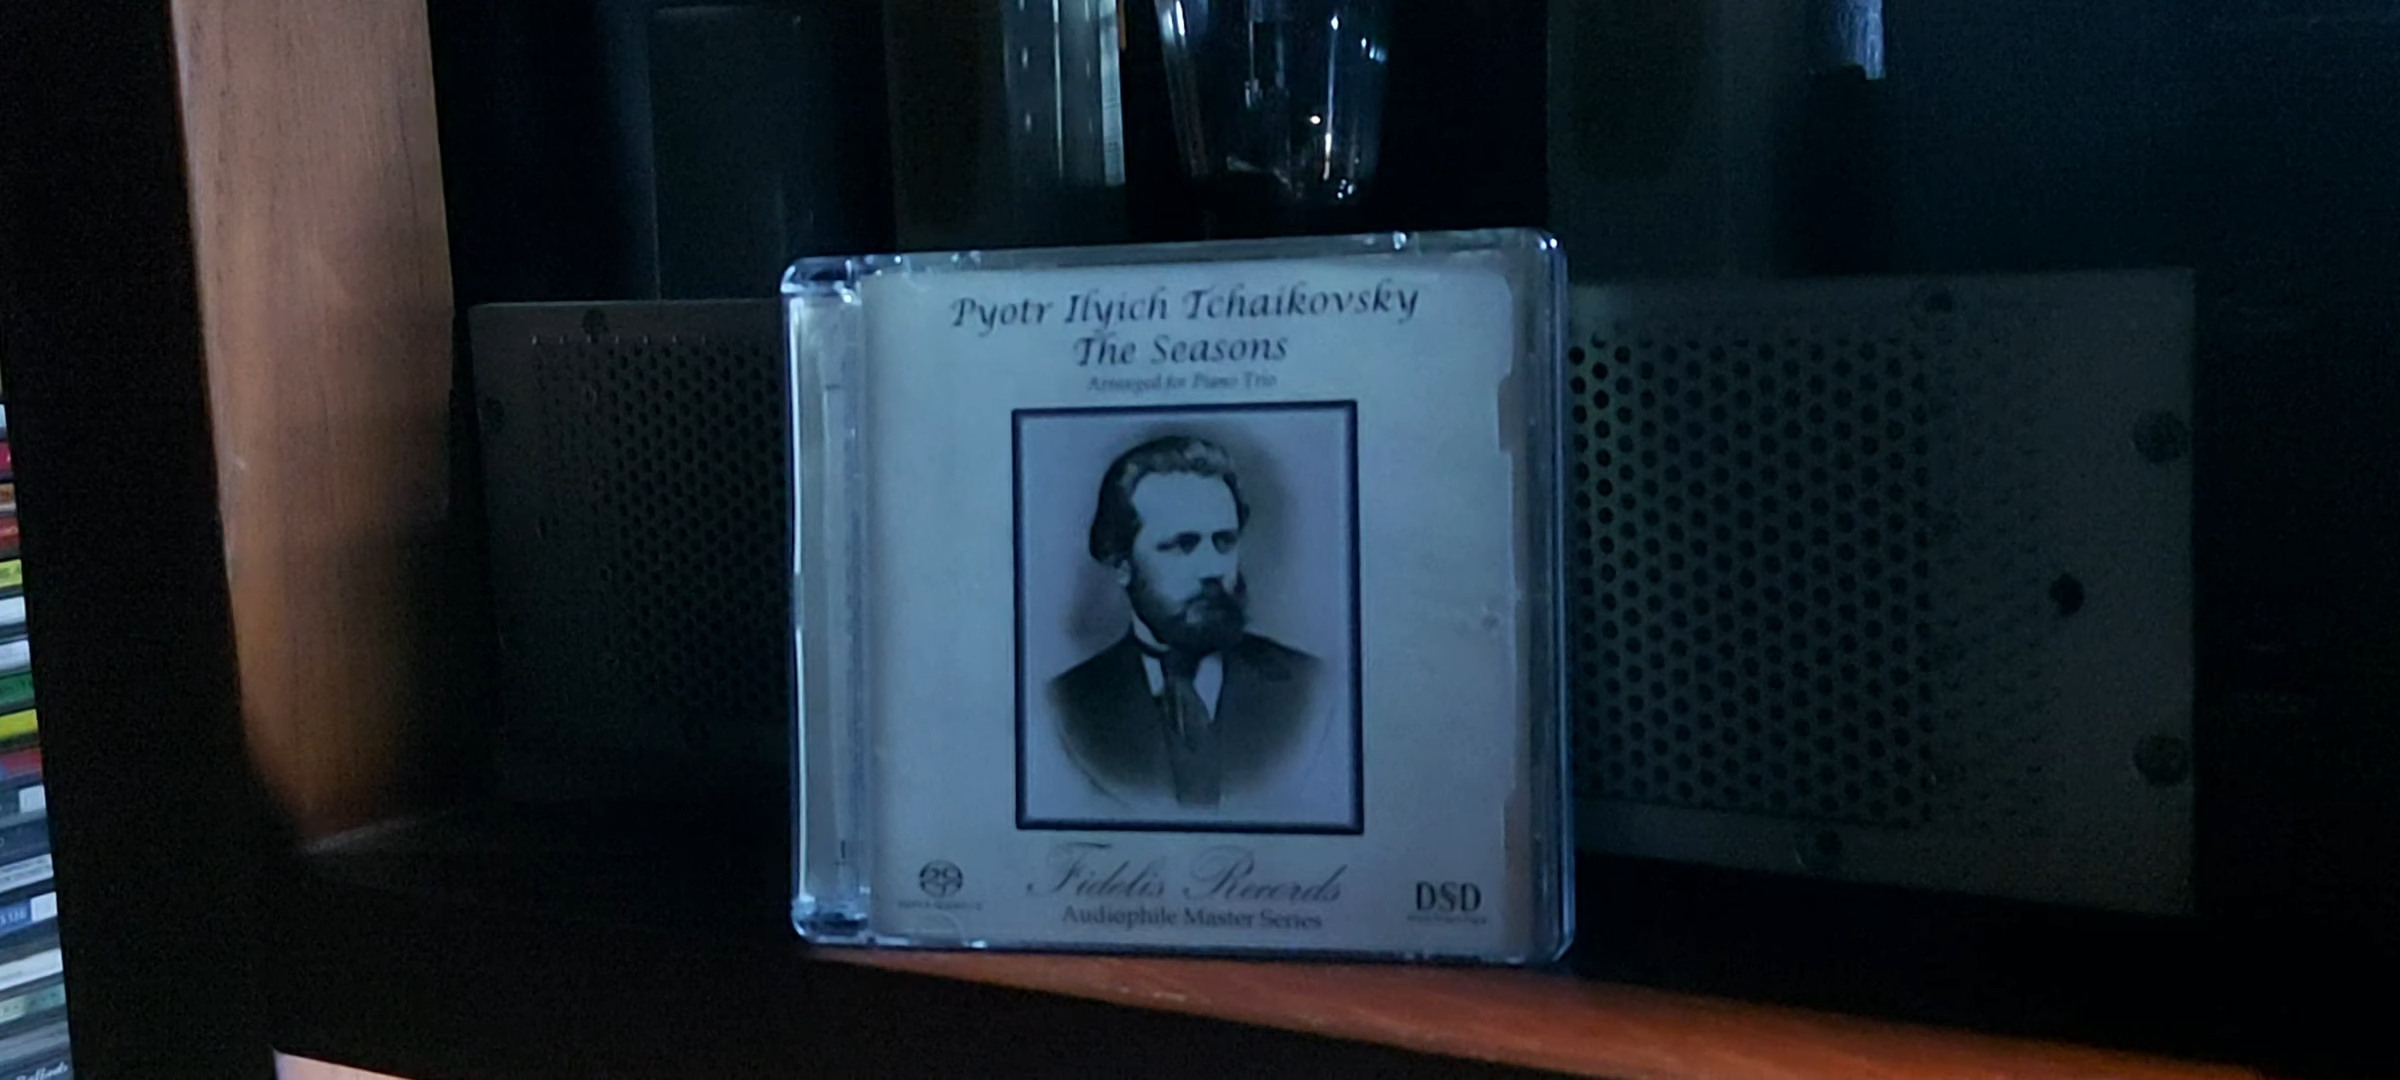 Pyotr Ilyich Tchaikovsky
The Seasons
Arranged for Piano Trio
Fidelis Records
Audiophile Master Series
DSD